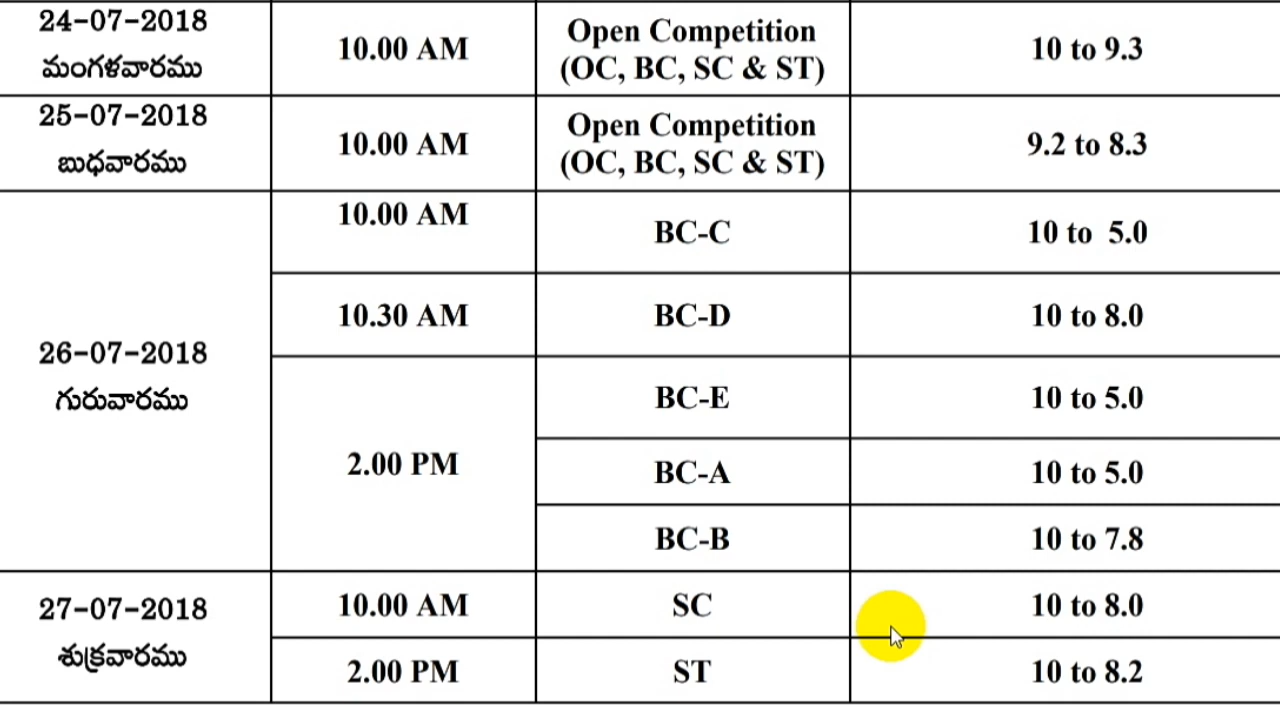 24-07-2018
మంగళవారము
10.00 AM
Open Competition
(OC, BC, SC & ST)
10 to 9.3
25-07-2018
బుధవారము
10.00 AM
Open Competition
(OC, BC, SC & ST)
9.2 to 8.3
26-07-2018
గురువారము
10.00 AM
BC-C
10 to 5.0
10.30 AM
BC-D
10 to 8.0
2.00 PM
BC-E
10 to 5.0
BC-A
10 to 5.0
BC-B
10 to 7.8
27-07-2018
శుక్రవారము
10.00 AM
SC
10 to 8.0
2.00 PM
ST
10 to 8.2